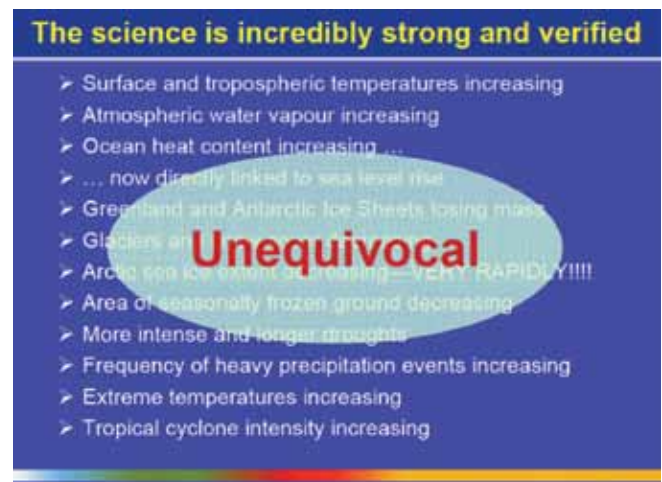 The science is incredibly strong and verified
➢ Surface and tropospheric temperatures increasing
➢ Atmospheric water vapour increasing
➢ Ocean heat content increasing ...
➢ ... now directly linked to sea level rise
➢ Greenland and Antarctic Ice Sheets losing mass
➢ Glaciers and
Unequivocal
➢ Arctic sea ice extent decreasing—VERY RAPIDLY!!!!
➢ Area of seasonally frozen ground decreasing
➢ More intense and longer droughts
➢ Frequency of heavy precipitation events increasing
➢ Extreme temperatures increasing
➢ Tropical cyclone intensity increasing